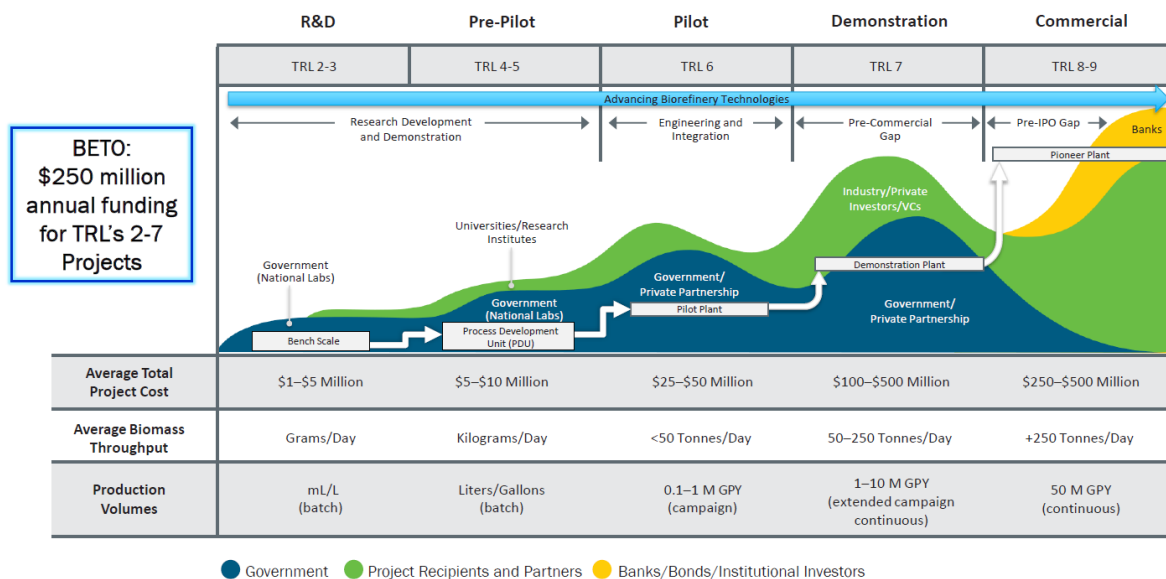 R&D
Pre-Pilot
Pilot
Demonstration
Commercial
TRL 2-3
TRL 4-5
TRL 6
TRL 7
TRL 8-9
Advancing Biorefinery Technologies
Research Development
and Demonstration
Engineering and
Integration
Pre-Commercial
Gap
Pre-IPO Gap
Banks
Pioneer Plant
BETO:
$250 million
annual funding
for TRL's 2-7
Projects
Industry/Private
Investors/VCs
Universities/Research
Institutes
Government
(National Labs)
Demonstration Plant
Government/
Private Partnership
Government
(National Labs)
Pilot Plant
Government/
Private Partnership
Bench Scale
Process Development
Unit (PDU)
Average Total
Project Cost
$1–$5 Million
$5–$10 Million
$25–$50 Million
$100–$500 Million
$250–$500 Million
Average Biomass
Throughput
Grams/Day
Kilograms/Day
<50 Tonnes/Day
50–250 Tonnes/Day
+250 Tonnes/Day
Production
Volumes
mL/L
(batch)
Liters/Gallons
(batch)
0.1–1 M GPY
(campaign)
1–10 M GPY
(extended campaign
continuous)
50 M GPY
(continuous)
Government
Project Recipients and Partners
Banks/Bonds/Institutional Investors